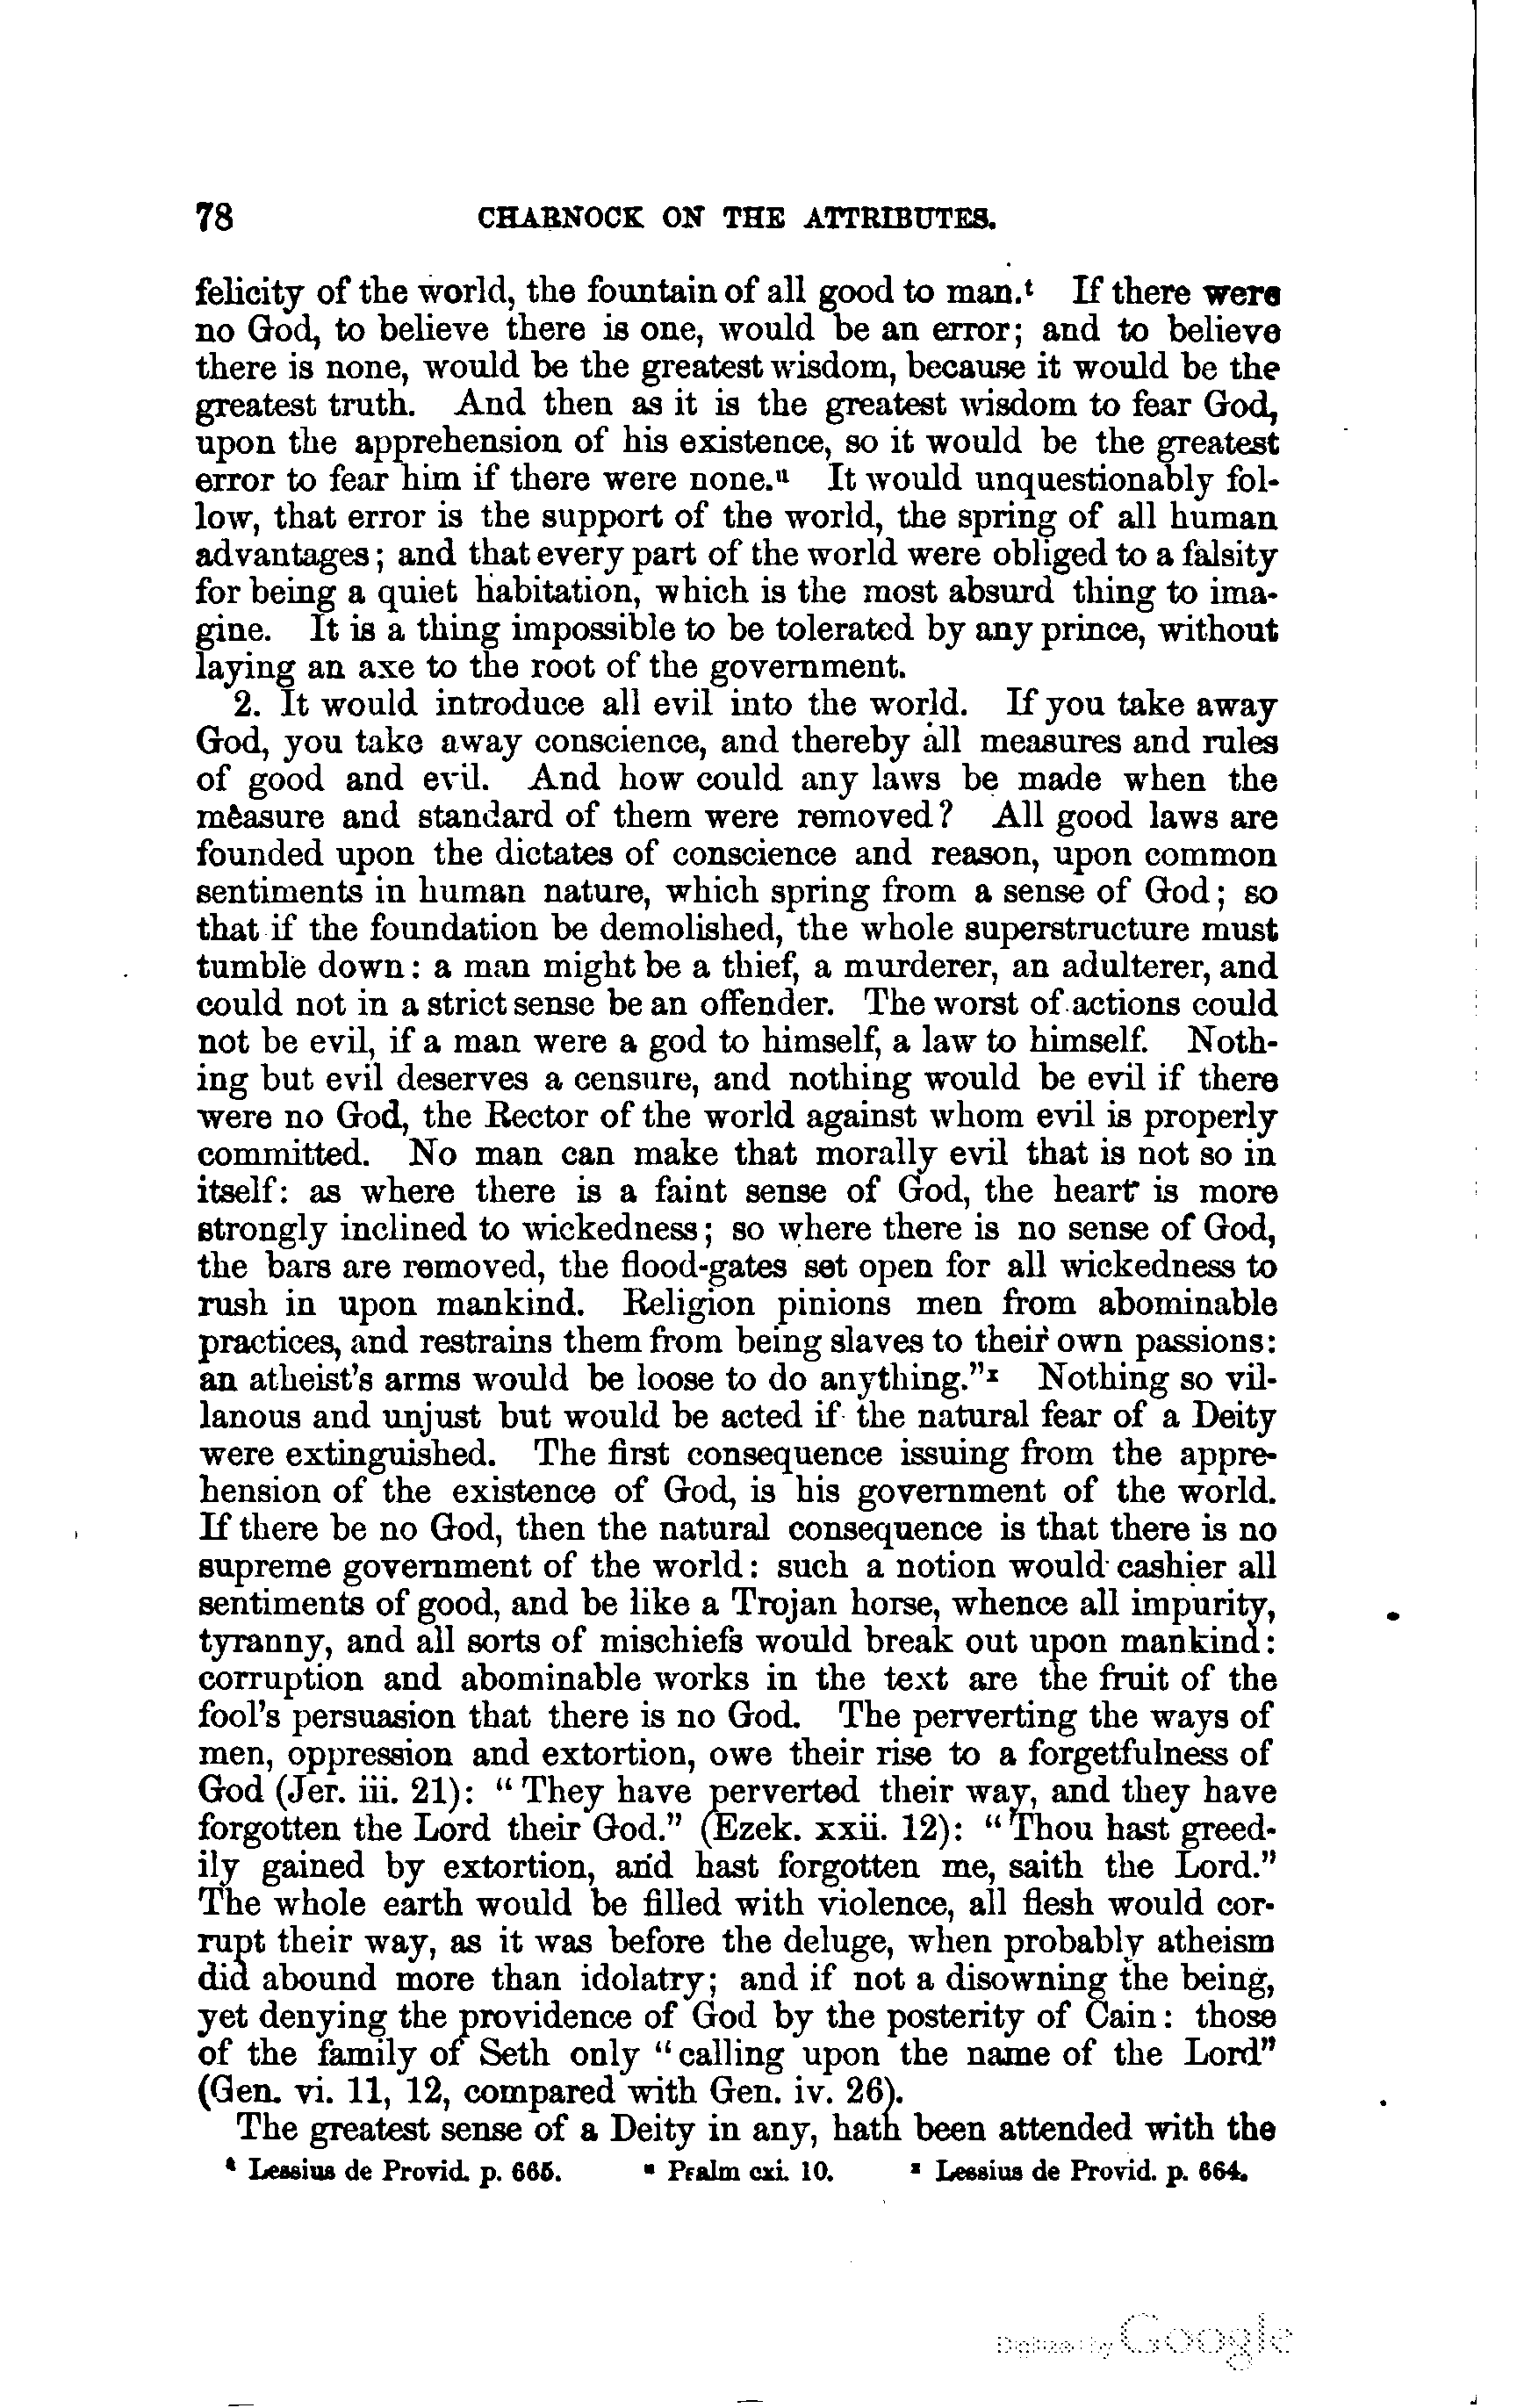 78 CHARNOCK ON THE ATTRIBUTES.
felicity of the world, the fountain of all good to man.ᵗ If there were
no God, to believe there is one, would be an error; and to believe
there is none, would be the greatest wisdom, because it would be the
greatest truth. And then as it is the greatest wisdom to fear God,
upon the apprehension of his existence, so it would be the greatest
error to fear him if there were none.ᵘ It would unquestionably fol-
low, that error is the support of the world, the spring of all human
advantages; and that every part of the world were obliged to a falsity
for being a quiet habitation, which is the most absurd thing to ima-
gine. It is a thing impossible to be tolerated by any prince, without
laying an axe to the root of the government.
2. It would introduce all evil into the world. If you take away
God, you take away conscience, and thereby all measures and rules
of good and evil. And how could any laws be made when the
measure and standard of them were removed? All good laws are
founded upon the dictates of conscience and reason, upon common
sentiments in human nature, which spring from a sense of God; so
that if the foundation be demolished, the whole superstructure must
tumble down: a man might be a thief, a murderer, an adulterer, and
could not in a strict sense be an offender. The worst of actions could
not be evil, if a man were a god to himself, a law to himself. Noth-
ing but evil deserves a censure, and nothing would be evil if there
were no God, the Rector of the world against whom evil is properly
committed. No man can make that morally evil that is not so in
itself: as where there is a faint sense of God, the heart is more
strongly inclined to wickedness; so where there is no sense of God,
the bars are removed, the flood-gates set open for all wickedness to
rush in upon mankind. Religion pinions men from abominable
practices, and restrains them from being slaves to their own passions:
an atheist's arms would be loose to do anything."ˣ Nothing so vil-
lanous and unjust but would be acted if the natural fear of a Deity
were extinguished. The first consequence issuing from the appre-
hension of the existence of God, is his government of the world.
If there be no God, then the natural consequence is that there is no
supreme government of the world: such a notion would cashier all
sentiments of good, and be like a Trojan horse, whence all impurity,
tyranny, and all sorts of mischiefs would break out upon mankind:
corruption and abominable works in the text are the fruit of the
fool's persuasion that there is no God. The perverting the ways of
men, oppression and extortion, owe their rise to a forgetfulness of
God (Jer. iii. 21): "They have perverted their way, and they have
forgotten the Lord their God." (Ezek. xxii. 12): "Thou hast greed-
ily gained by extortion, and hast forgotten me, saith the Lord."
The whole earth would be filled with violence, all flesh would cor-
rupt their way, as it was before the deluge, when probably atheism
did abound more than idolatry; and if not a disowning the being,
yet denying the providence of God by the posterity of Cain: those
of the family of Seth only "calling upon the name of the Lord"
(Gen. vi. 11, 12, compared with Gen. iv. 26).
The greatest sense of a Deity in any, hath been attended with the
ᵗ Lessius de Provid. p. 665. ᵘ Psalm cxi. 10. ˣ Lessius de Provid. p. 664.
Digitized by Google